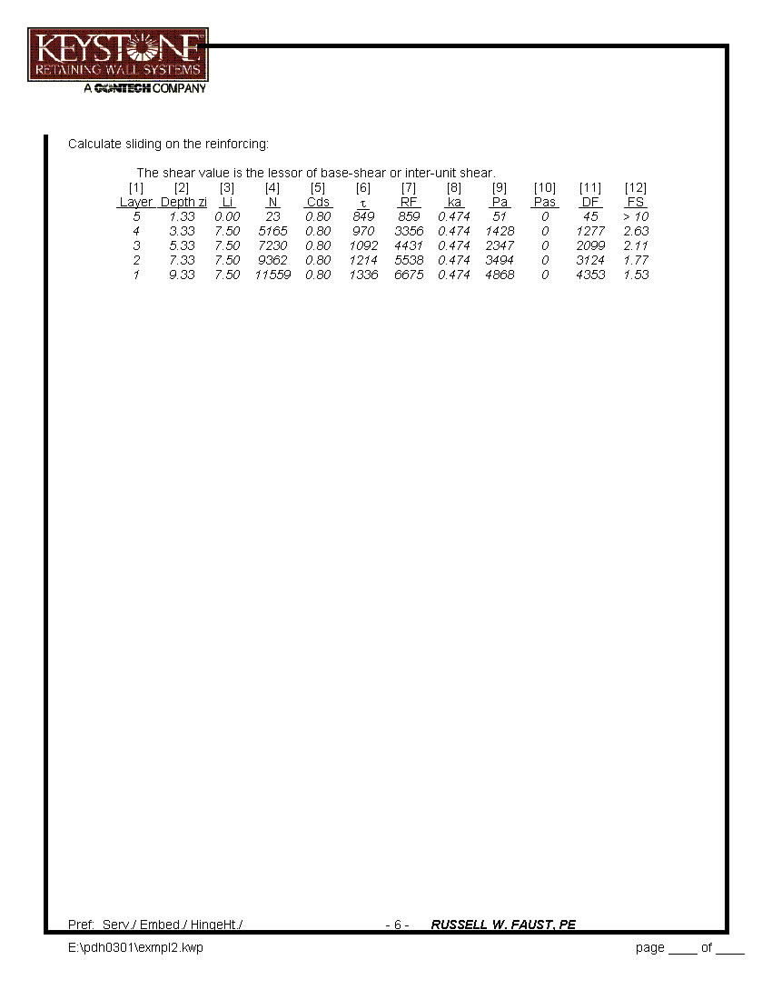 KEYSTONE
RETAINING WALL SYSTEMS
A CONTECH COMPANY
Calculate sliding on the reinforcing:
The shear value is the lessor of base-shear or inter-unit shear.
[1] [2] [3] [4] [5] [6] [7] [8] [9] [10] [11] [12]
Layer Depth zi Li N Cds τ RF ka Pa Pas DF FS
5 1.33 0.00 23 0.80 849 859 0.474 51 0 45 > 10
4 3.33 7.50 5165 0.80 970 3356 0.474 1428 0 1277 2.63
3 5.33 7.50 7230 0.80 1092 4431 0.474 2347 0 2099 2.11
2 7.33 7.50 9362 0.80 1214 5538 0.474 3494 0 3124 1.77
1 9.33 7.50 11559 0.80 1336 6675 0.474 4868 0 4353 1.53
Pref: Serv./ Embed./ HingeHt./ - 6 - RUSSELL W. FAUST, PE
E:\pdh0301\exmpl2.kwp page ____ of ____